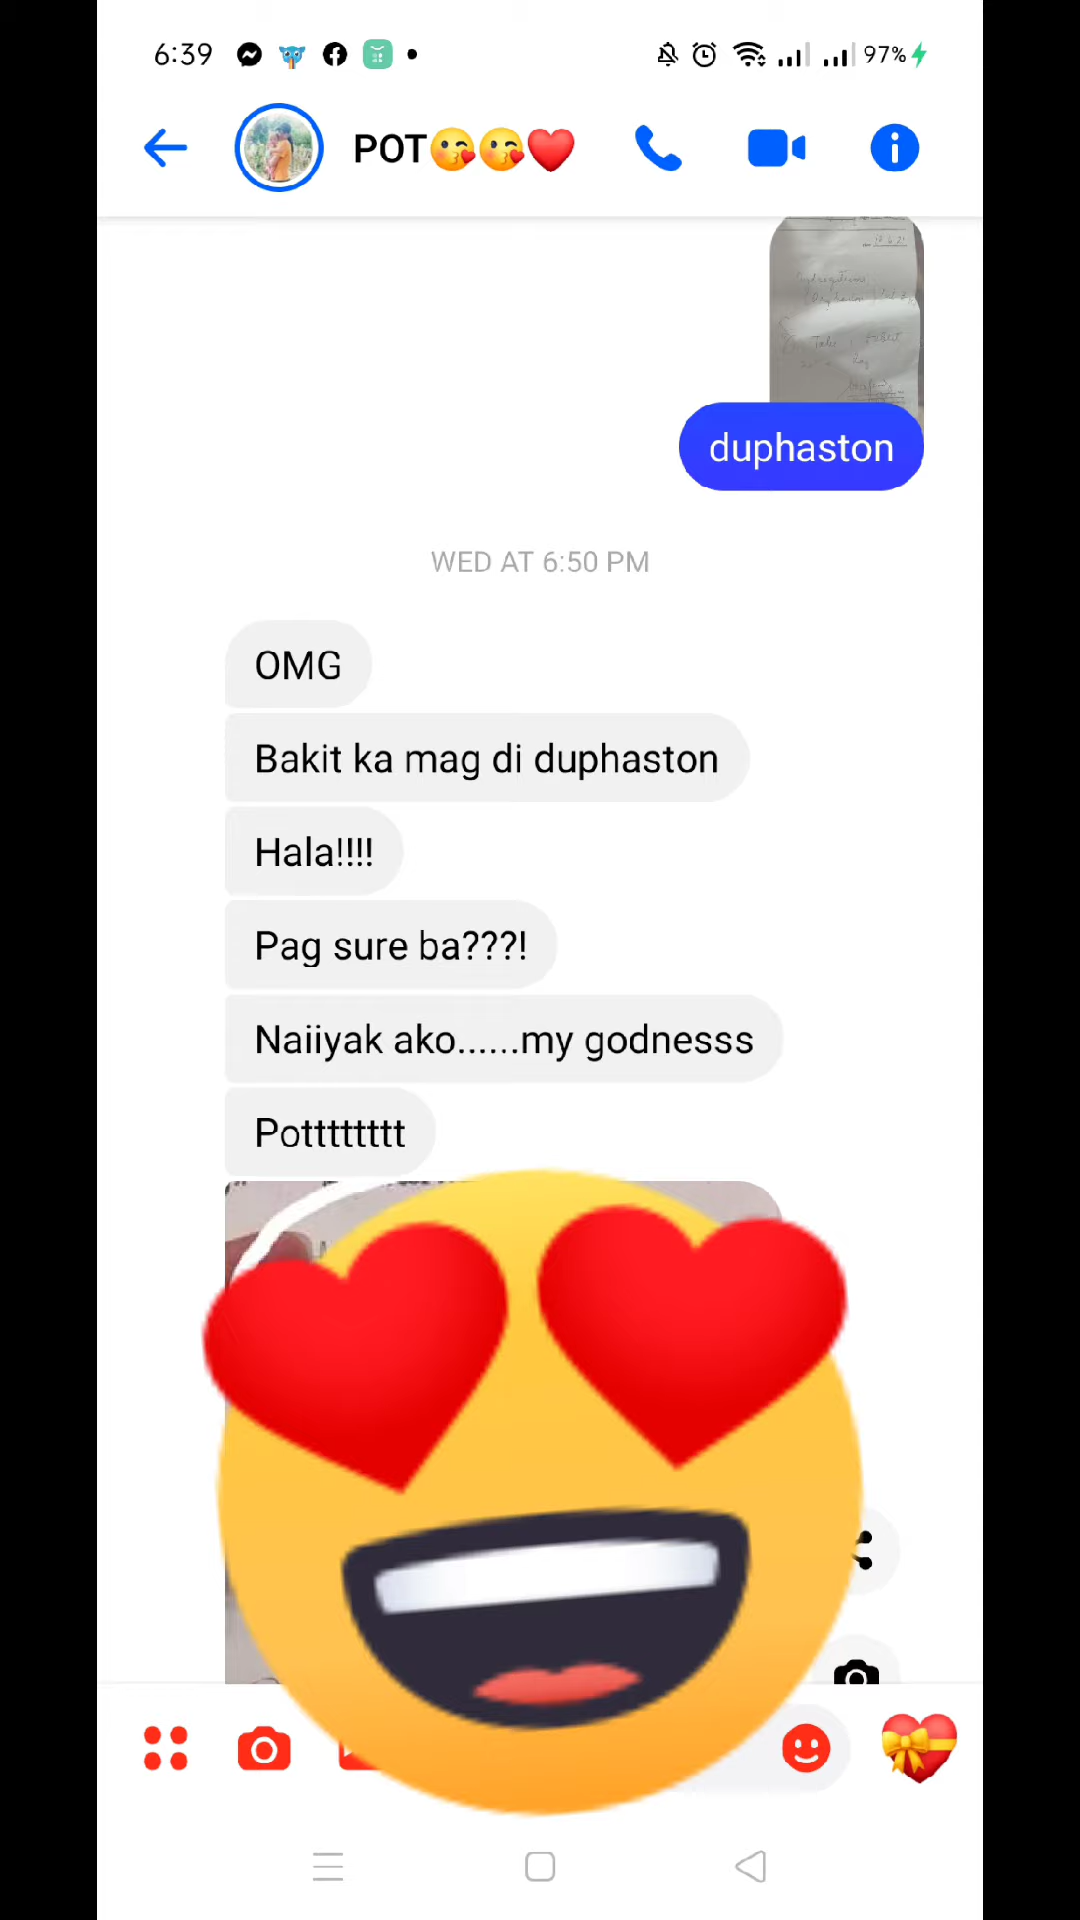 6:39
97%
POT😘😘❤️
duphaston
WED AT 6:50 PM
OMG
Bakit ka mag di duphaston
Hala!!!!
Pag sure ba???!
Naiiyak ako......my godnesss
Potttttttt